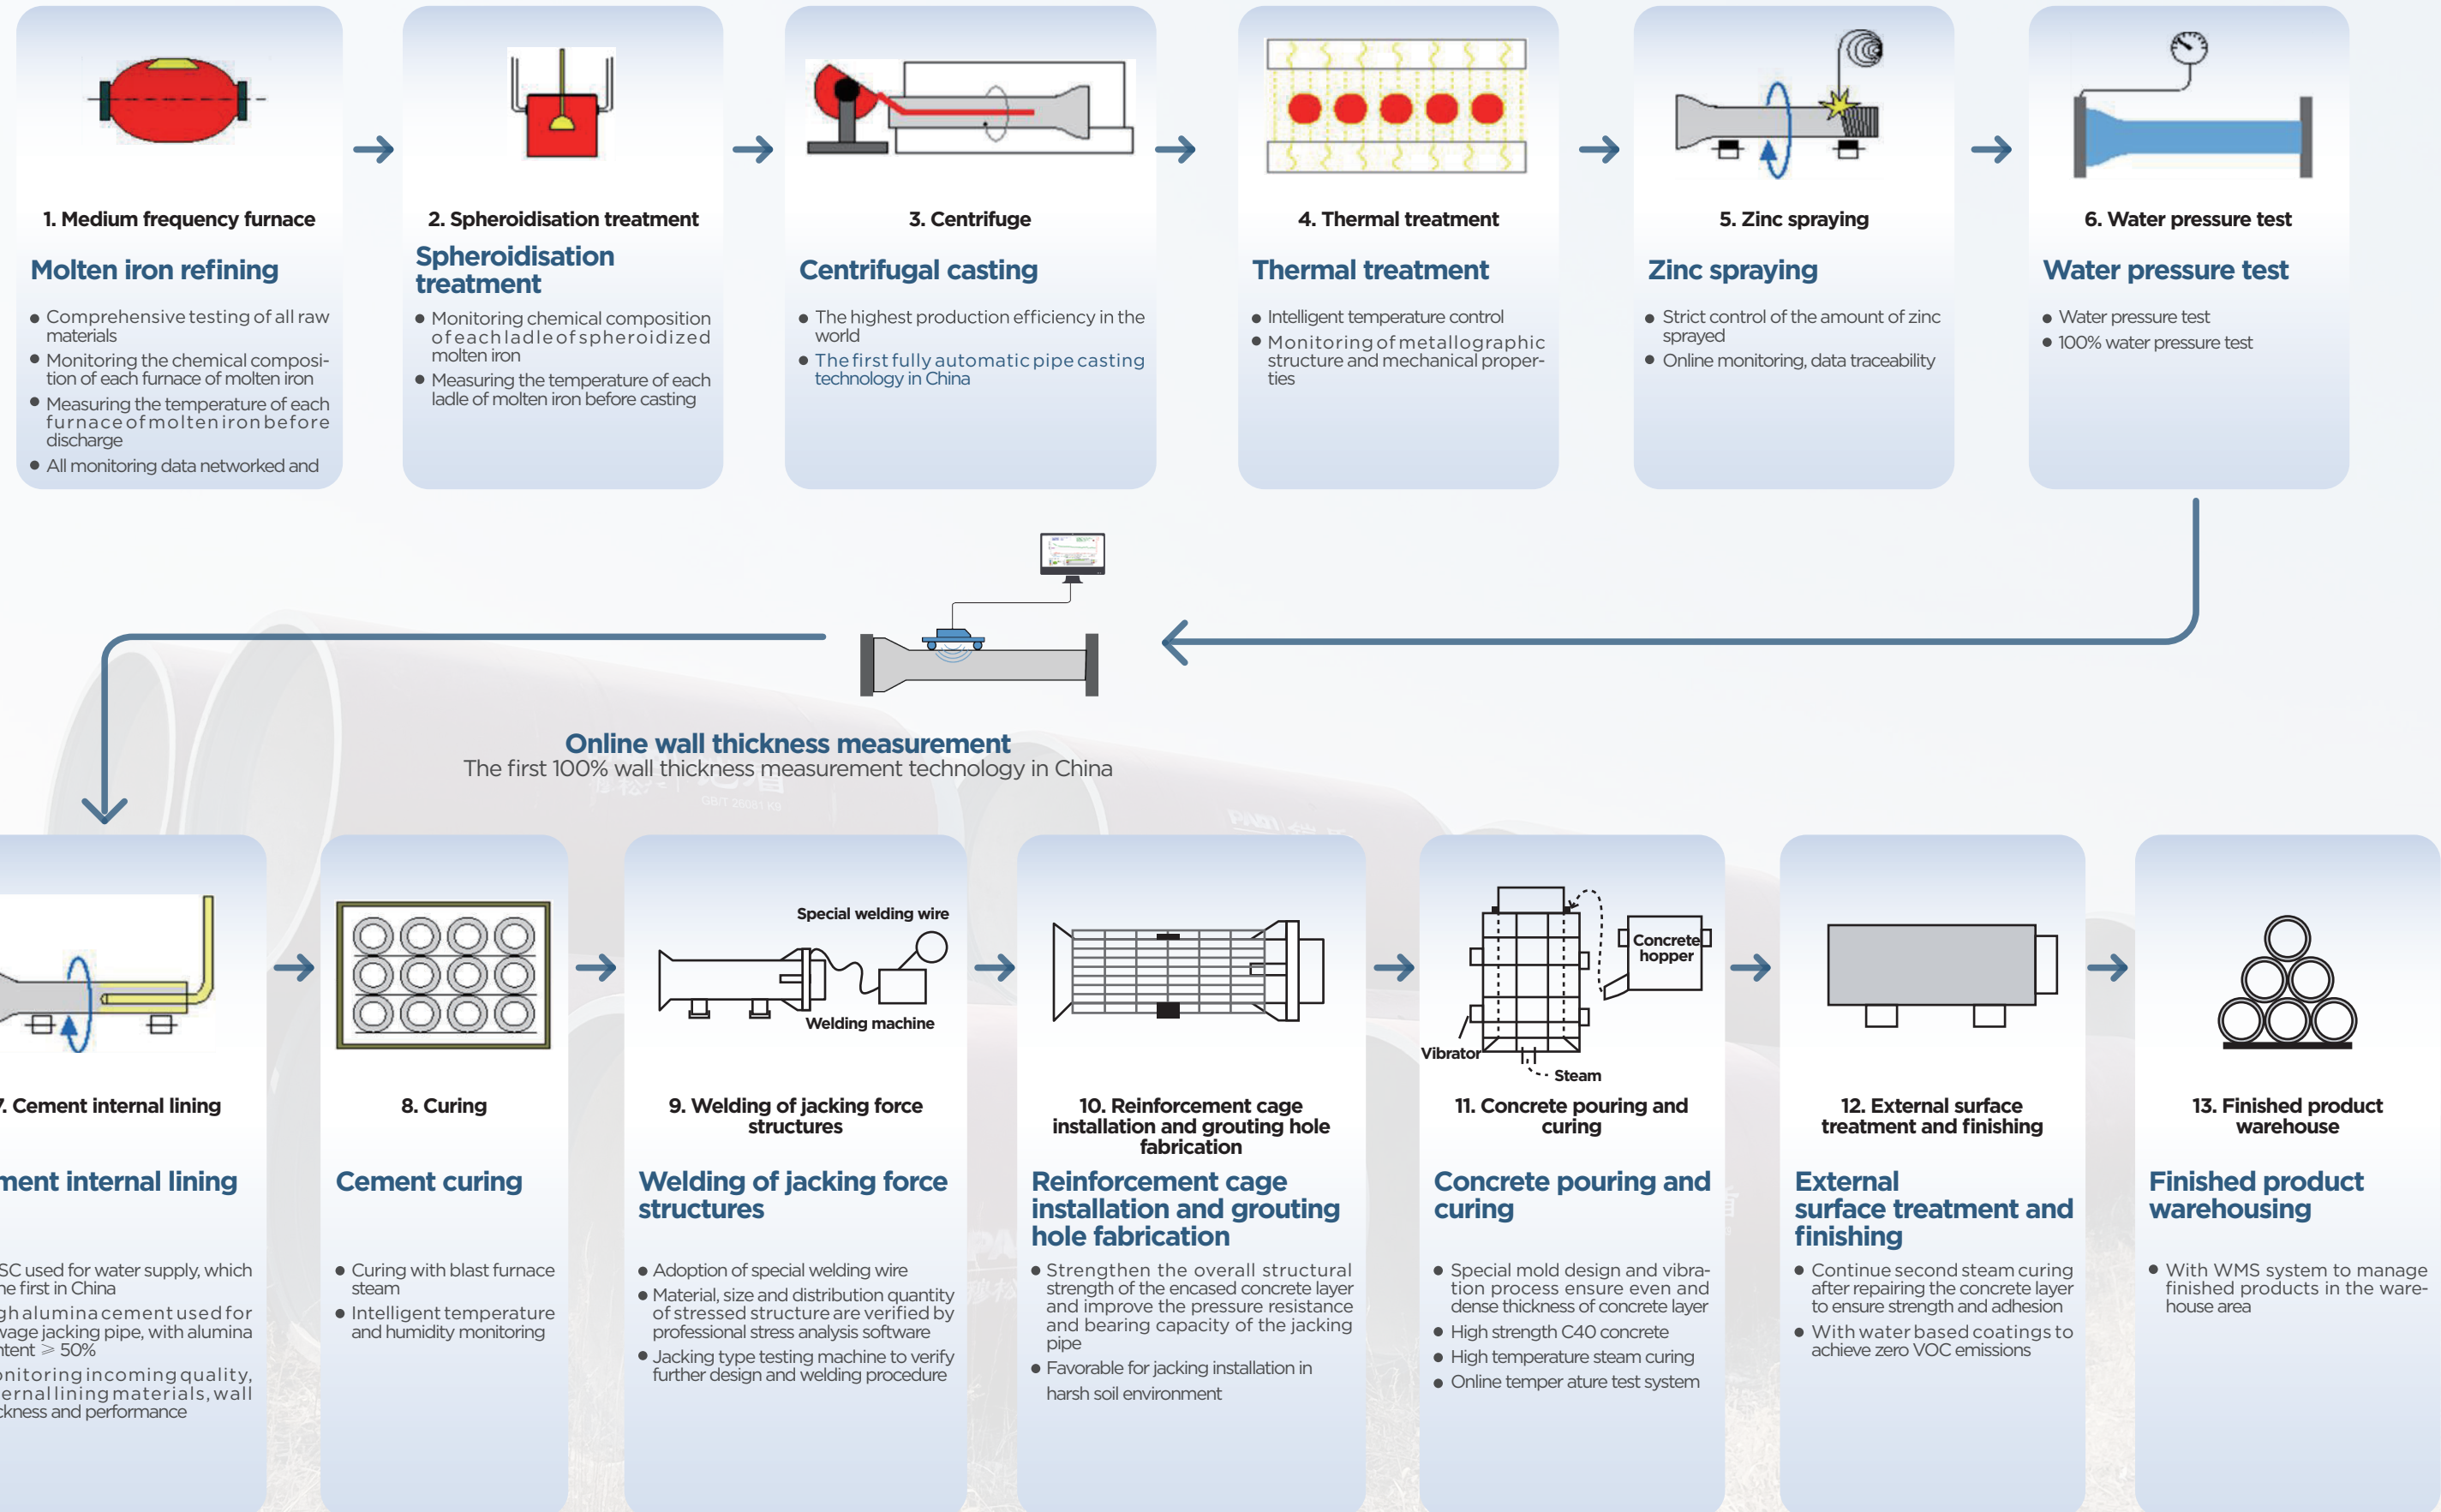 1. Medium frequency furnace
Molten iron refining
● Comprehensive testing of all raw
materials
● Monitoring the chemical composi-
tion of each furnace of molten iron
● Measuring the temperature of each
furnace of molten iron before
discharge
● All monitoring data networked and
2. Spheroidisation treatment
Spheroidisation
treatment
● Monitoring chemical composition
of each ladle of spheroidized
molten iron
● Measuring the temperature of each
ladle of molten iron before casting
3. Centrifuge
Centrifugal casting
● The highest production efficiency in the
world
● The first fully automatic pipe casting
technology in China
4. Thermal treatment
Thermal treatment
● Intelligent temperature control
● Monitoring of metallographic
structure and mechanical proper-
ties
5. Zinc spraying
Zinc spraying
● Strict control of the amount of zinc
sprayed
● Online monitoring, data traceability
6. Water pressure test
Water pressure test
● Water pressure test
● 100% water pressure test
Online wall thickness measurement
The first 100% wall thickness measurement technology in China
GB/T 26081 K9
PAM
7. Cement internal lining
ment internal lining
SC used for water supply, which
he first in China
gh alumina cement used for
wage jacking pipe, with alumina
ntent ⩾ 50%
onitoring incoming quality,
ernal lining materials, wall
ckness and performance
8. Curing
Cement curing
● Curing with blast furnace
steam
● Intelligent temperature
and humidity monitoring
Special welding wire
Welding machine
9. Welding of jacking force
structures
Welding of jacking force
structures
● Adoption of special welding wire
● Material, size and distribution quantity
of stressed structure are verified by
professional stress analysis software
● Jacking type testing machine to verify
further design and welding procedure
10. Reinforcement cage
installation and grouting hole
fabrication
Reinforcement cage
installation and grouting
hole fabrication
● Strengthen the overall structural
strength of the encased concrete layer
and improve the pressure resistance
and bearing capacity of the jacking
pipe
● Favorable for jacking installation in
harsh soil environment
Concrete
hopper
Vibrator
Steam
11. Concrete pouring and
curing
Concrete pouring and
curing
● Special mold design and vibra-
tion process ensure even and
dense thickness of concrete layer
● High strength C40 concrete
● High temperature steam curing
● Online temper ature test system
12. External surface
treatment and finishing
External
surface treatment and
finishing
● Continue second steam curing
after repairing the concrete layer
to ensure strength and adhesion
● With water based coatings to
achieve zero VOC emissions
13. Finished product
warehouse
Finished product
warehousing
● With WMS system to manage
finished products in the ware-
house area